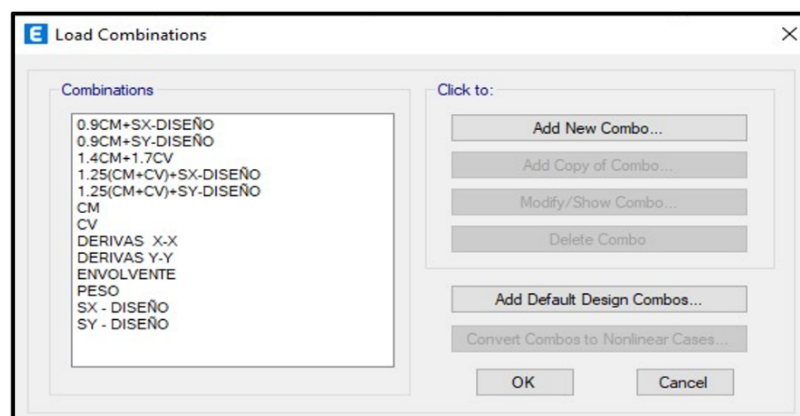 E Load Combinations
Combinations
0.9CM+SX-DISEÑO
0.9CM+SY-DISEÑO
1.4CM+1.7CV
1.25(CM+CV)+SX-DISEÑO
1.25(CM+CV)+SY-DISEÑO
CM
CV
DERIVAS X-X
DERIVAS Y-Y
ENVOLVENTE
PESO
SX - DISEÑO
SY - DISEÑO
Click to:
Add New Combo...
Add Copy of Combo...
Modify/Show Combo...
Delete Combo
Add Default Design Combos...
Convert Combos to Nonlinear Cases...
OK
Cancel